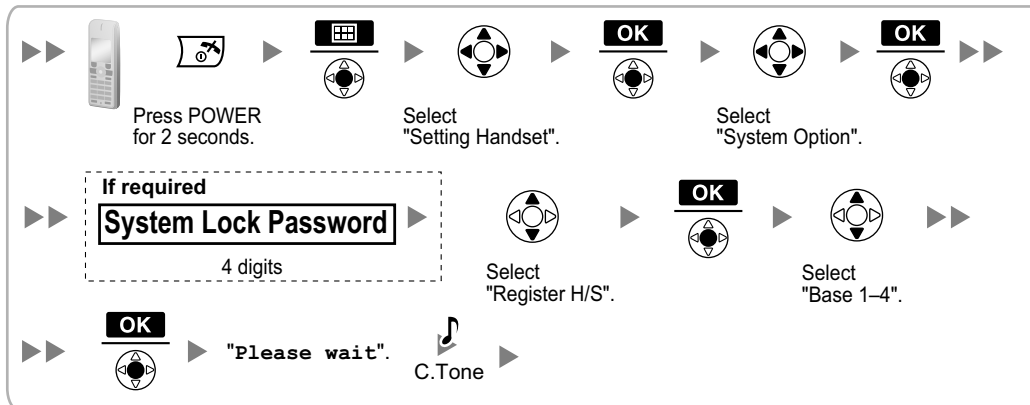 OK
OK
Press POWER
for 2 seconds.
Select
"Setting Handset".
Select
"System Option".
If required
System Lock Password
4 digits
OK
Select
"Register H/S".
Select
"Base 1–4".
OK
"Please wait".
C.Tone